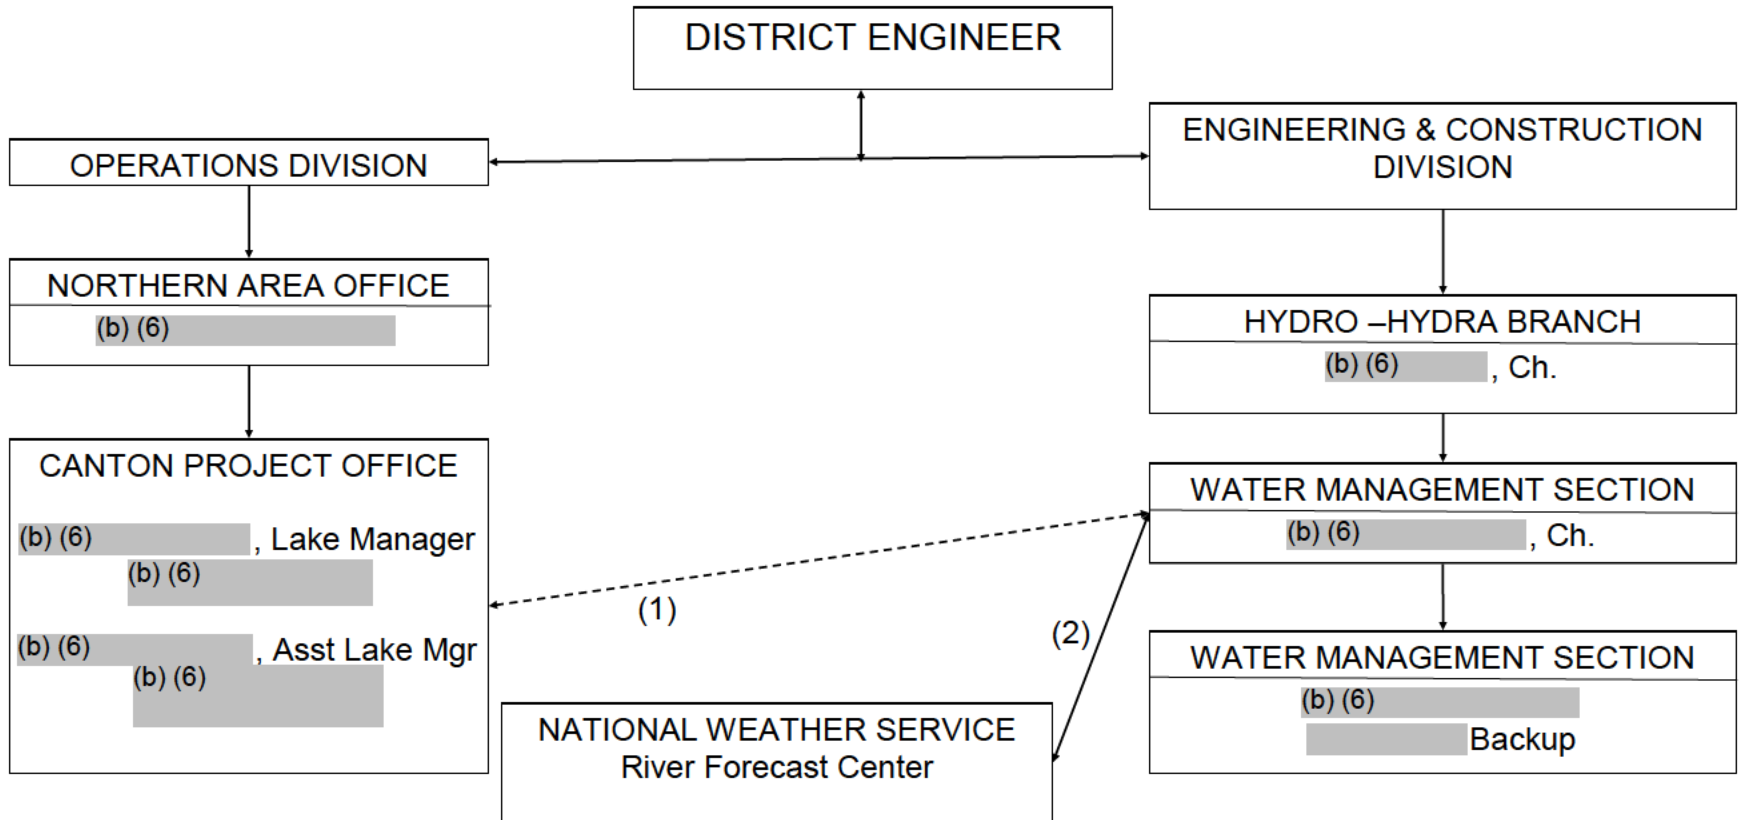 DISTRICT ENGINEER
OPERATIONS DIVISION
ENGINEERING & CONSTRUCTION
DIVISION
NORTHERN AREA OFFICE
(b) (6)
HYDRO –HYDRA BRANCH
(b) (6) , Ch.
CANTON PROJECT OFFICE
(b) (6) , Lake Manager
(b) (6)
(b) (6) , Asst Lake Mgr
(b) (6)
WATER MANAGEMENT SECTION
(b) (6) , Ch.
(1)
(2)
WATER MANAGEMENT SECTION
(b) (6)
Backup
NATIONAL WEATHER SERVICE
River Forecast Center